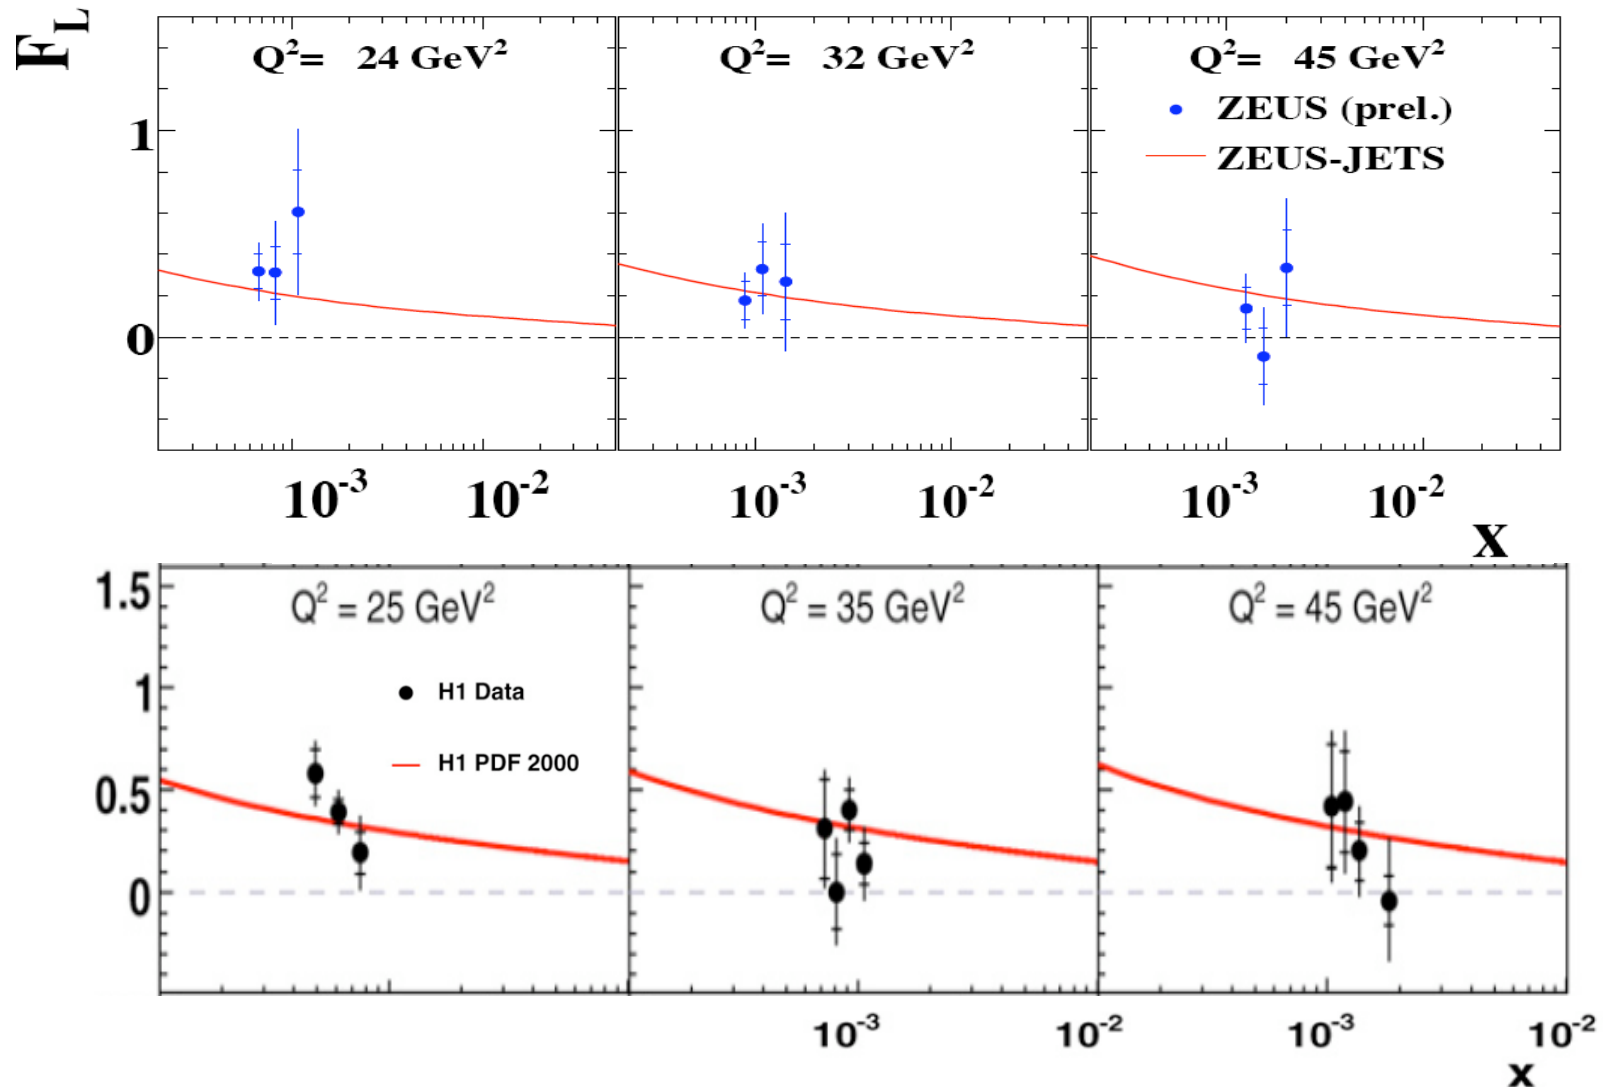 F_L
Q²= 24 GeV²
Q²= 32 GeV²
Q²= 45 GeV²
ZEUS (prel.)
ZEUS-JETS
1
0
10⁻³ 10⁻² 10⁻³ 10⁻² 10⁻³ 10⁻²
x
1.5
1
0.5
0
Q² = 25 GeV²
Q² = 35 GeV²
Q² = 45 GeV²
H1 Data
H1 PDF 2000
10⁻³ 10⁻² 10⁻³ 10⁻²
x